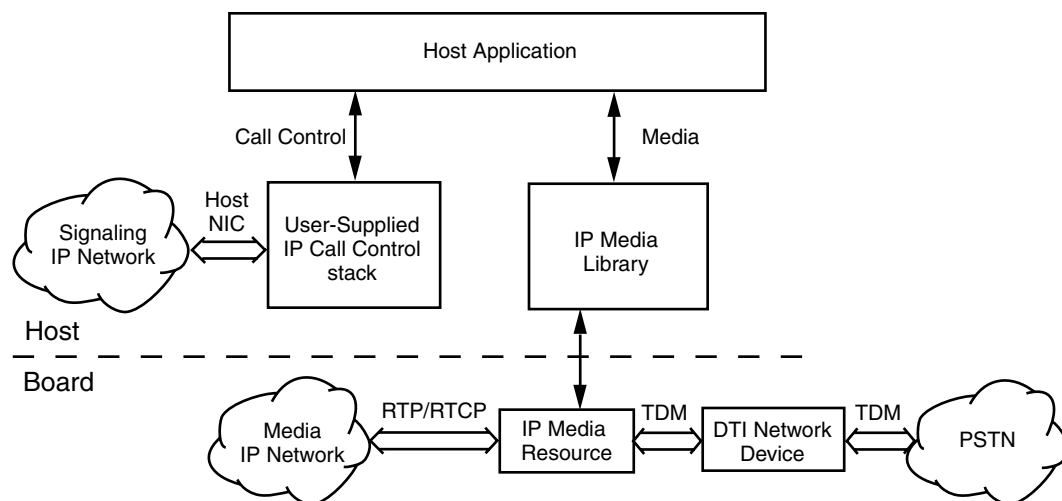 Host Application
Call Control
Media
Host
NIC
Signaling
IP Network
User-Supplied
IP Call Control
stack
IP Media
Library
Host
Board
Media
IP Network
RTP/RTCP
IP Media
Resource
TDM
DTI Network
Device
TDM
PSTN